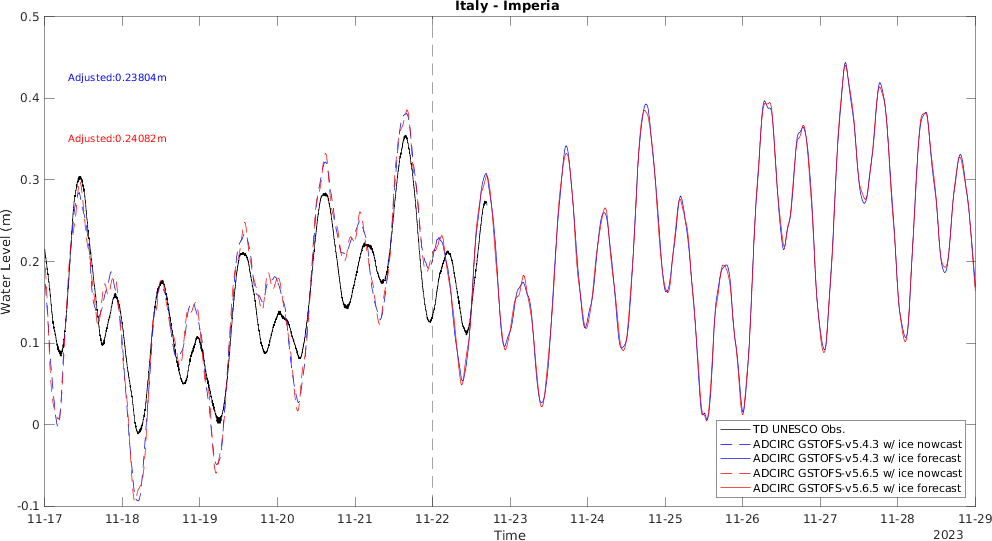 Italy - Imperia
0.5
0.4
0.3
0.2
0.1
0
-0.1
Water Level (m)
Adjusted:0.23804m
Adjusted:0.24082m
TD UNESCO Obs.
ADCIRC GSTOFS-v5.4.3 w/ ice nowcast
ADCIRC GSTOFS-v5.4.3 w/ ice forecast
ADCIRC GSTOFS-v5.6.5 w/ ice nowcast
ADCIRC GSTOFS-v5.6.5 w/ ice forecast
11-17 11-18 11-19 11-20 11-21 11-22 11-23 11-24 11-25 11-26 11-27 11-28 11-29
Time
2023